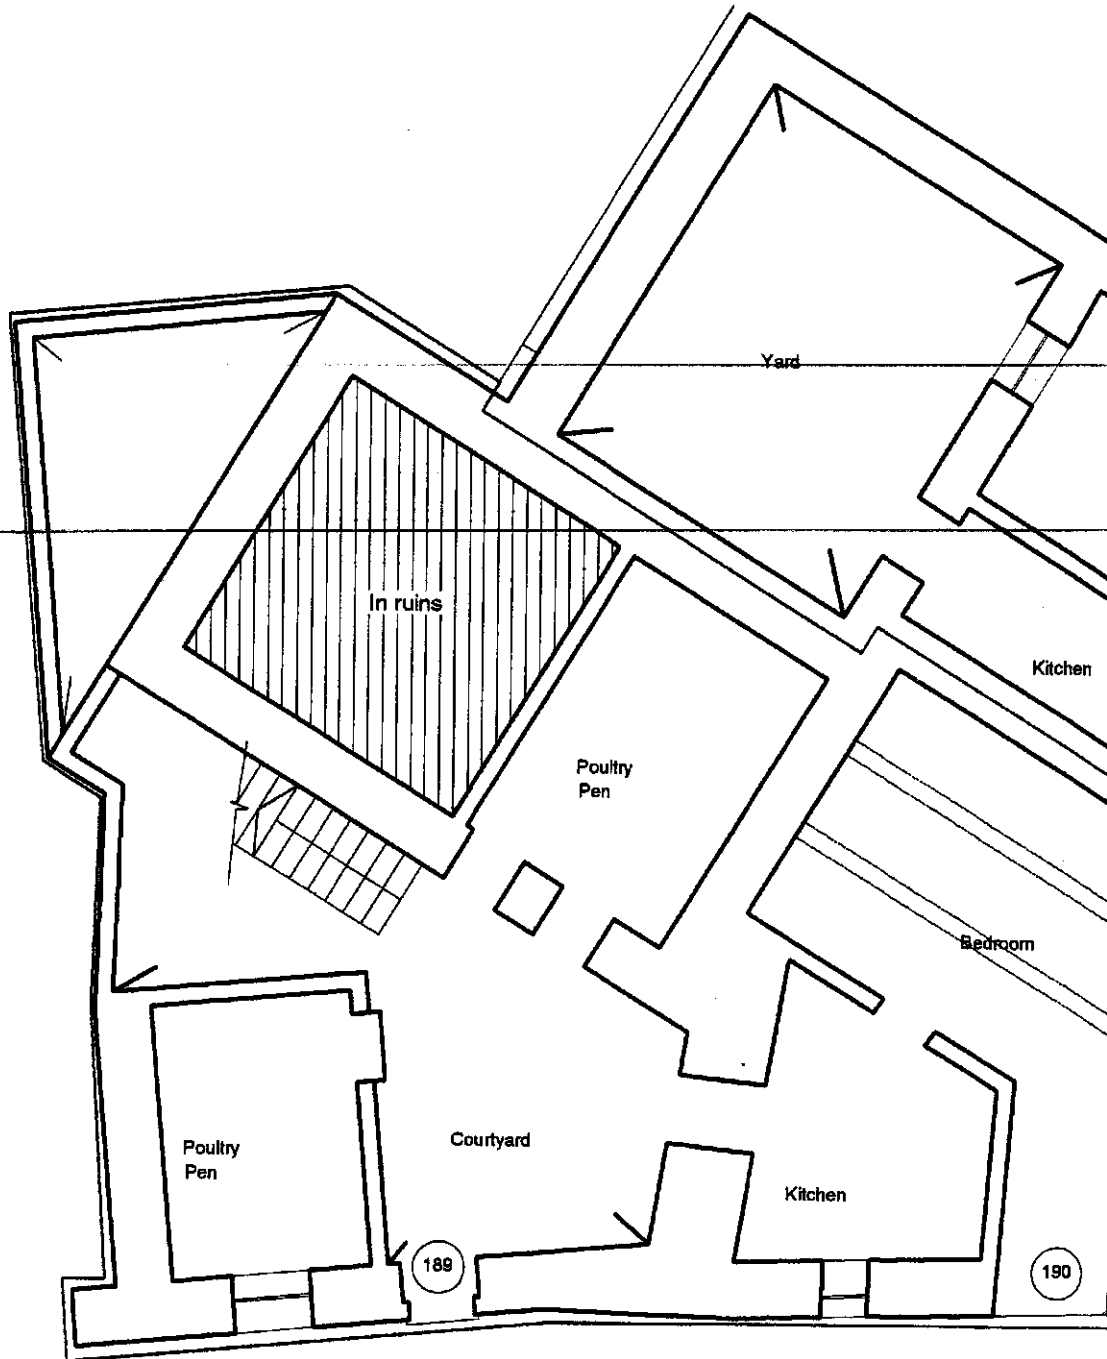 Yard
In ruins
Kitchen
Poultry
Pen
Bedroom
Poultry
Pen
Courtyard
Kitchen
189
190